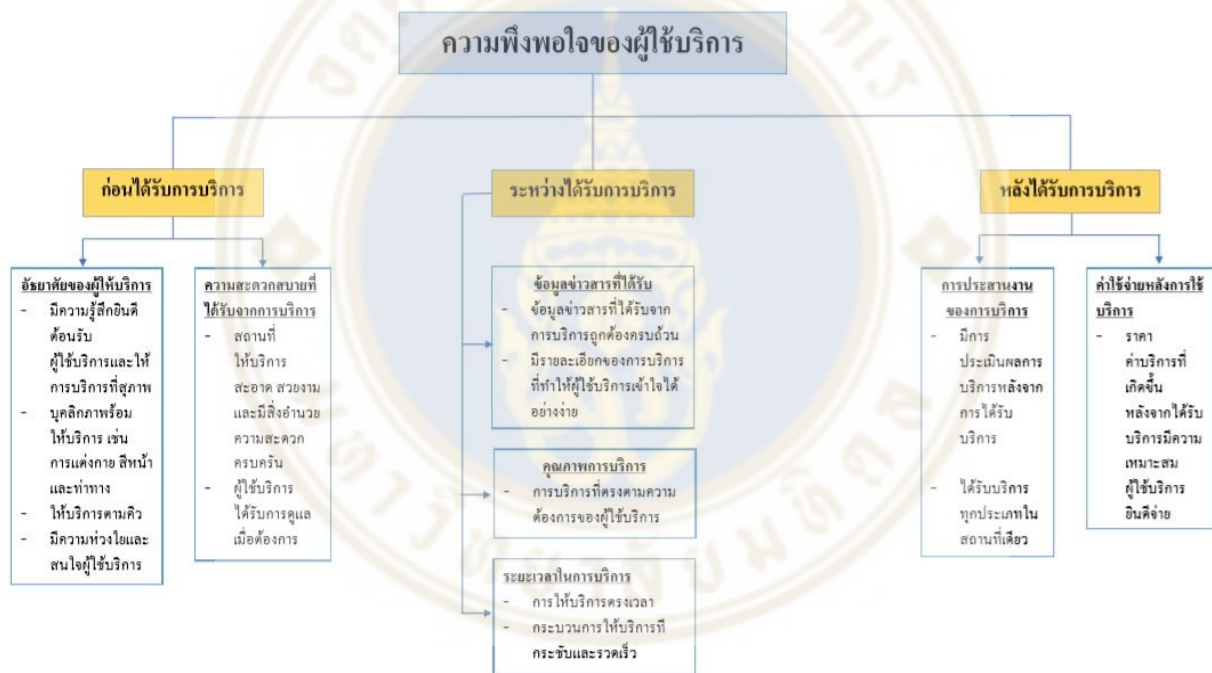 ความพึงพอใจของผู้ใช้บริการ
ก่อนได้รับการบริการ
อัธยาศัยของผู้ให้บริการ
- มีความรู้สึกยินดี
ต้อนรับ
ผู้ใช้บริการและให้
การบริการที่สุภาพ
- บุคลิกภาพพร้อม
ให้บริการ เช่น
การแต่งกาย สีหน้า
และท่าทาง
- ให้บริการตามคิว
- มีความห่วงใยและ
สนใจผู้ใช้บริการ
ความสะดวกสบายที่
ได้รับจากการบริการ
- สถานที่
ให้บริการ
สะอาด สวยงาม
และมีสิ่งอำนวย
ความสะดวก
ครบครัน
- ผู้ใช้บริการ
ได้รับการดูแล
เมื่อต้องการ
ระหว่างได้รับการบริการ
ข้อมูลข่าวสารที่ได้รับ
- ข้อมูลข่าวสารที่ได้รับจาก
การบริการถูกต้องครบถ้วน
- มีรายละเอียดของการบริการ
ที่ทำให้ผู้ใช้บริการเข้าใจได้
อย่างง่าย
คุณภาพการบริการ
- การบริการที่ตรงตามความ
ต้องการของผู้ใช้บริการ
ระยะเวลาในการบริการ
- การให้บริการตรงเวลา
- กระบวนการให้บริการที่
กระชับและรวดเร็ว
หลังได้รับการบริการ
การประสานงาน
ของการบริการ
- มีการ
ประเมินผลการ
บริการหลังจาก
การได้รับ
บริการ
- ได้รับบริการ
ทุกประเภทใน
สถานที่เดียว
ค่าใช้จ่ายหลังการใช้
บริการ
- ราคา
ค่าบริการที่
เกิดขึ้น
หลังจากได้รับ
บริการมีความ
เหมาะสม
ผู้ใช้บริการ
ยินดีจ่าย